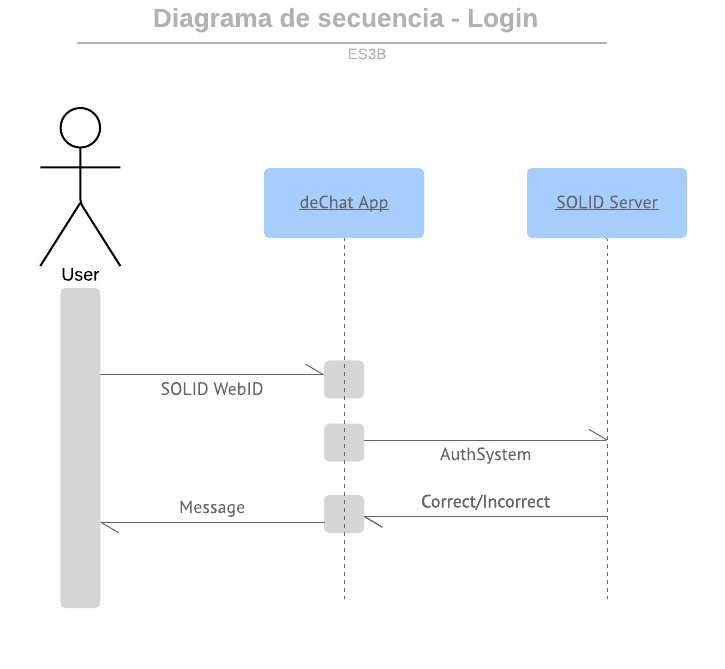 Diagrama de secuencia - Login
ES3B
deChat App
SOLID Server
User
SOLID WebID
AuthSystem
Correct/Incorrect
Message